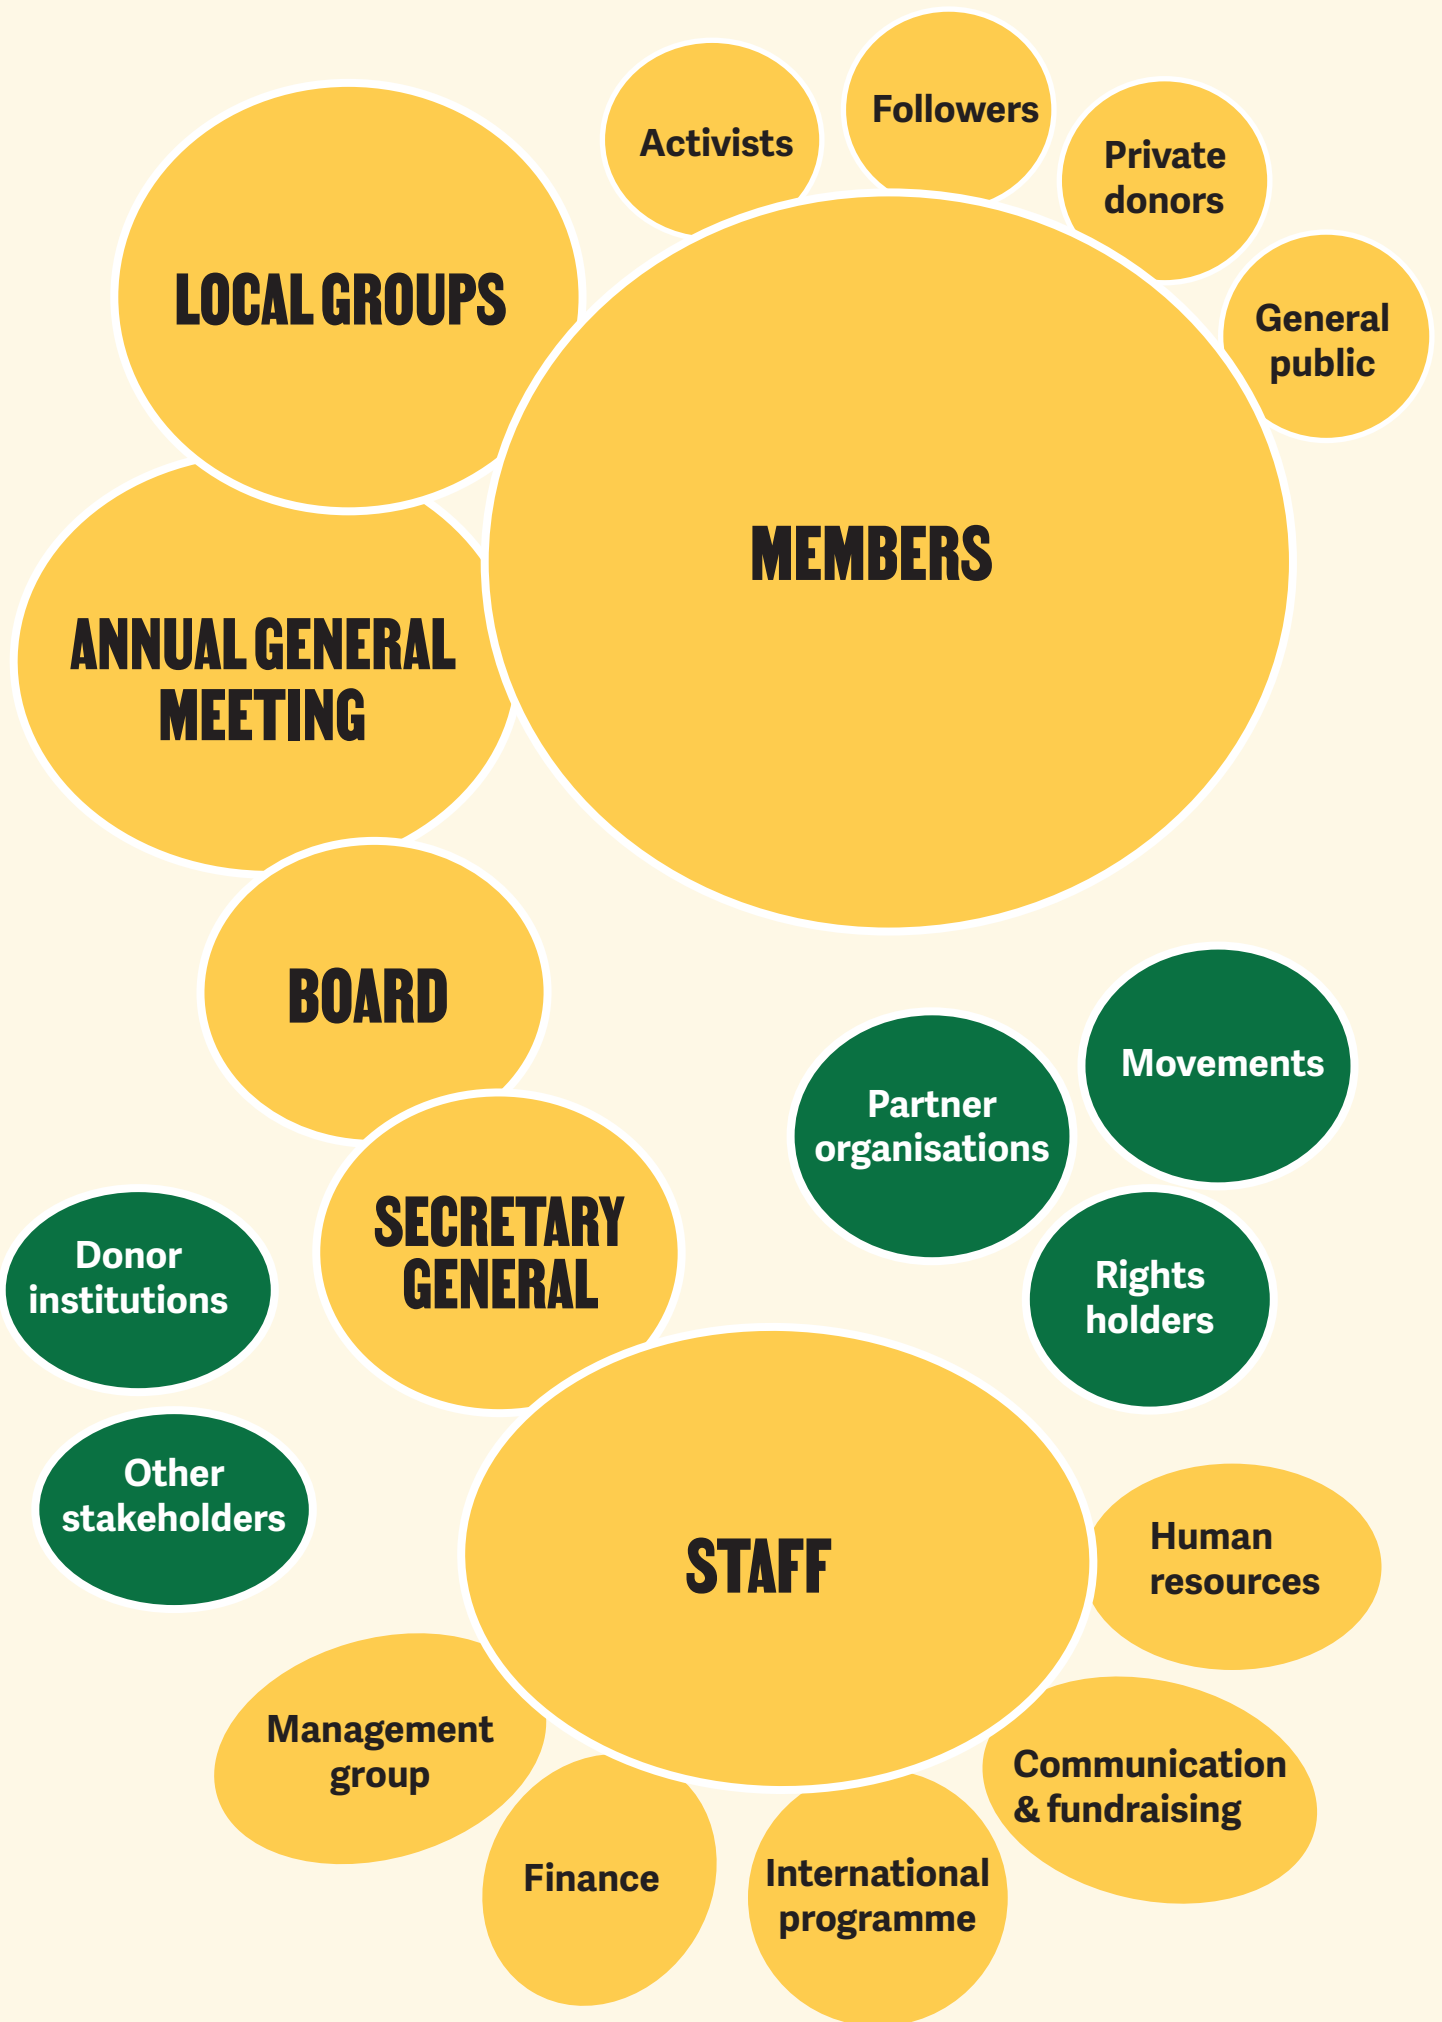 Activists
Followers
Private
donors
General
public
LOCAL GROUPS
MEMBERS
ANNUAL GENERAL
MEETING
BOARD
Movements
Partner
organisations
SECRETARY
GENERAL
Donor
institutions
Rights
holders
Other
stakeholders
STAFF
Human
resources
Management
group
Communication
& fundraising
Finance
International
programme